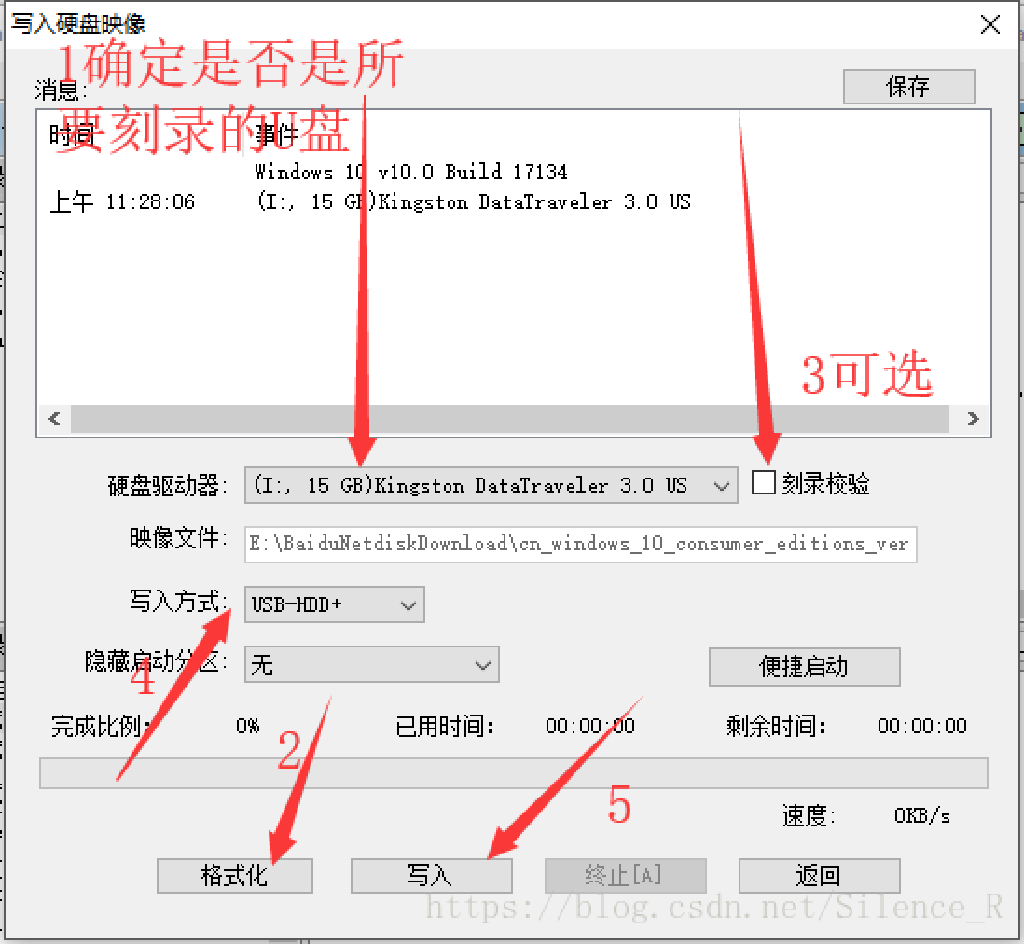 写入硬盘映像
1确定是否是所
要刻录的U盘
消息:
保存
时间 事件
Windows 10 v10.0 Build 17134
上午 11:28:06 (I:, 15 GB)Kingston DataTraveler 3.0 US
3可选
硬盘驱动器: (I:, 15 GB)Kingston DataTraveler 3.0 US 刻录校验
映像文件: E:\BaiduNetdiskDownload\cn_windows_10_consumer_editions_ver
写入方式: USB-HDD+
隐藏启动分区: 无 便捷启动
4
完成比例: 0% 已用时间: 00:00:00 剩余时间: 00:00:00
2
5
速度: 0KB/s
格式化 写入 终止[A] 返回
https://blog.csdn.net/Silence_R